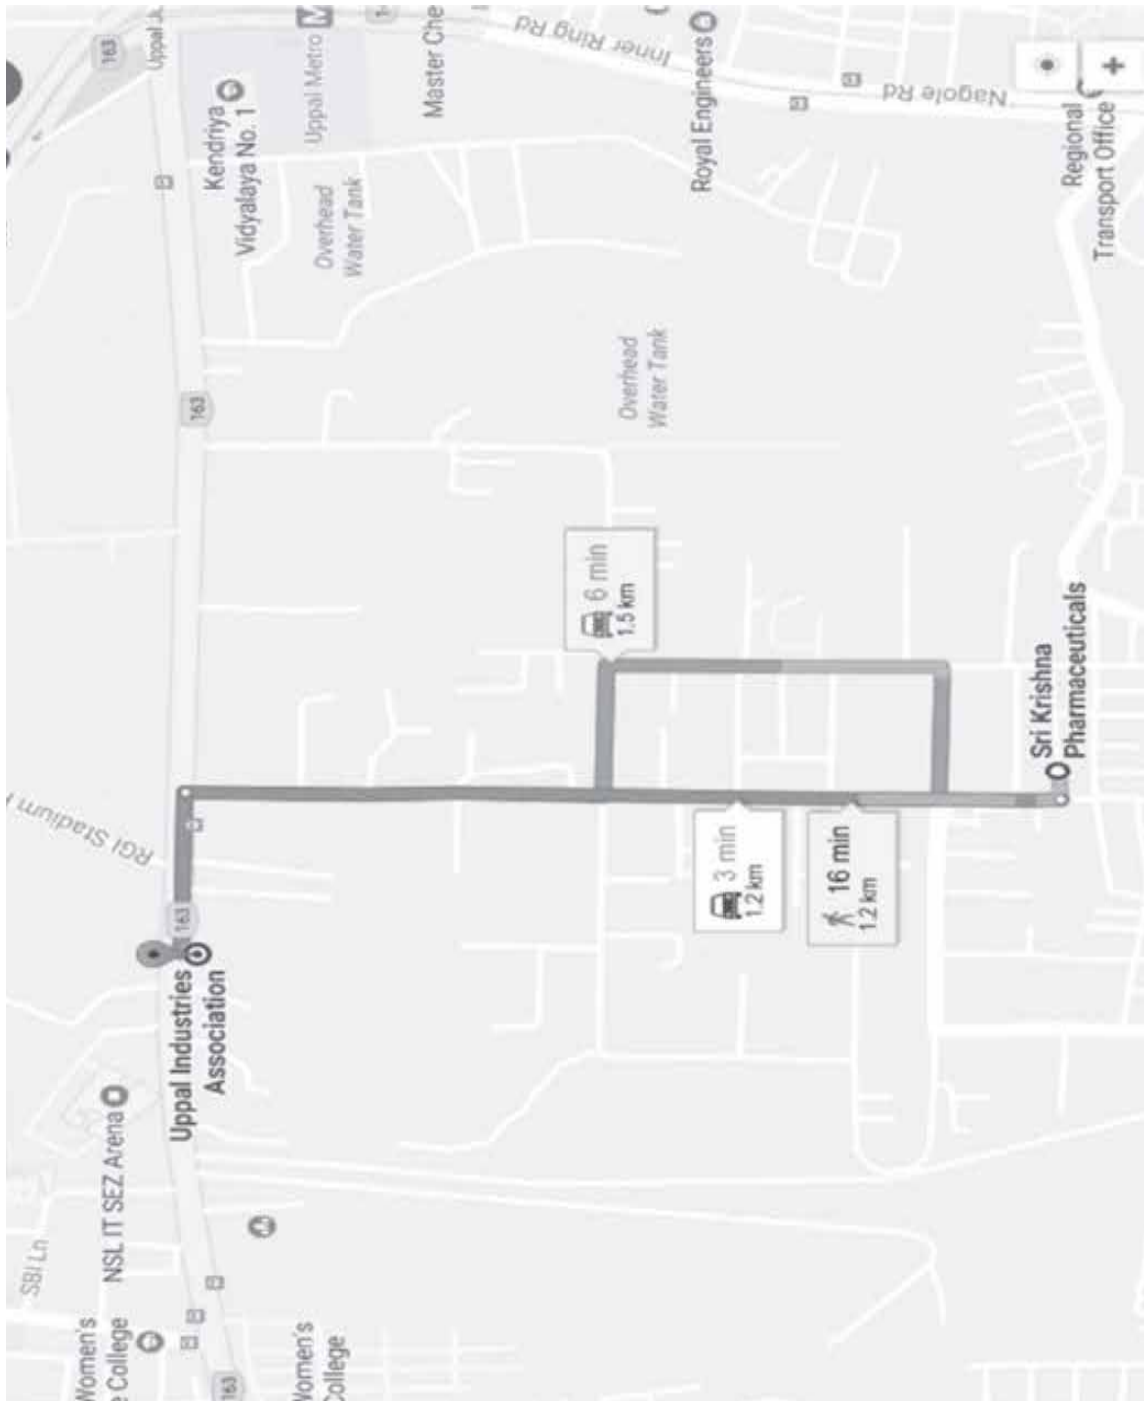 163
SBI Ln
NSL IT SEZ Arena
Women's
e College
163
Women's
College
Uppal Industries
Association
163
RGI Stadium
163
Uppal
163
Kendriya
Vidyalaya No. 1
Uppal Metro
M
Overhead
Water Tank
Master Che
Inner Ring Rd
Royal Engineers
Nagole Rd
Regional
Transport Office
+
Overhead
Water Tank
6 min
1.5 km
3 min
1.2 km
16 min
1.2 km
Sri Krishna
Pharmaceuticals